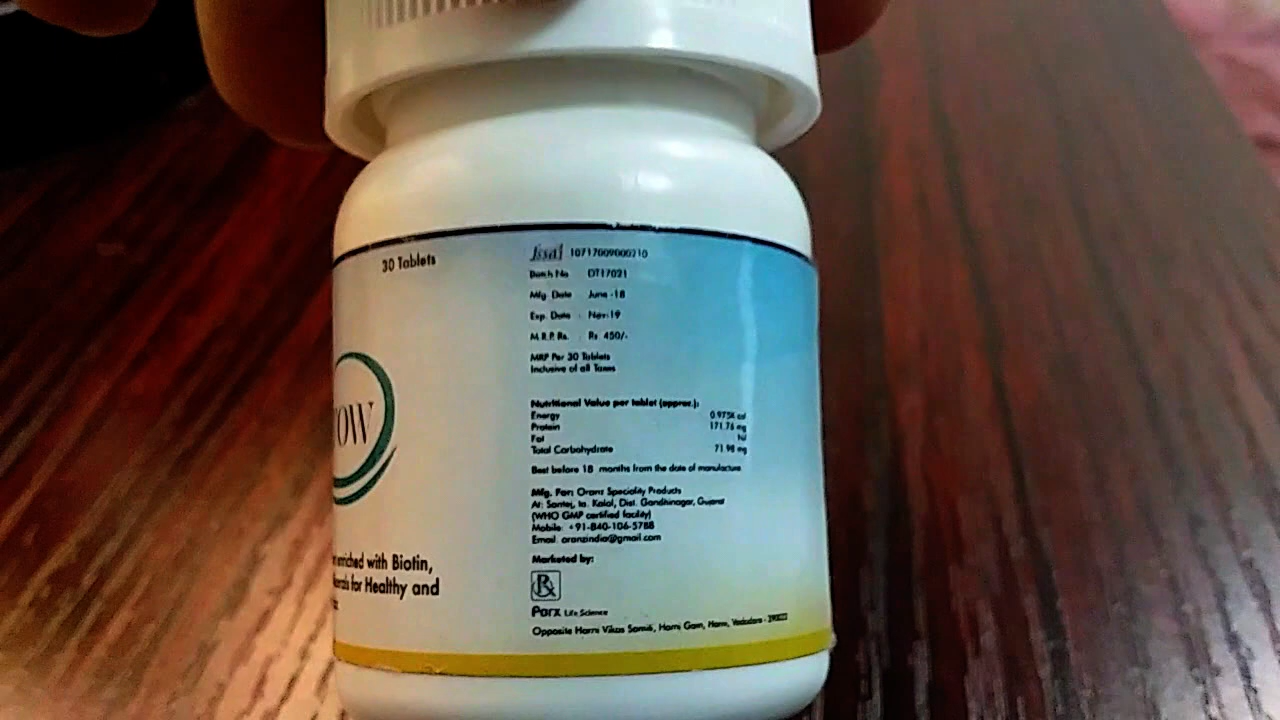 30 Tablets
OW
enriched with Biotin,
for Healthy and
fssai 10717009000210
Batch No. DT17021
Mfg. Date June -18
Exp. Date : Nov-19
M.R.P. Rs. Rs. 450/-
MRP Per 30 Tablets
Inclusive of all Taxes
Nutritional Value per tablet (approx.):
Energy 0.975K cal
Protein 171.76 mg
Fat Nil
Total Carbohydrate 71.98 mg
Best before 18 months from the date of manufacture
Mfg. For: Oranz Speciality Products
At: Santej, ta. Kalol, Dist. Gandhinagar, Gujarat
(WHO GMP certified facility)
Mobile: +91-840-106-5788
Email: oranzindia@gmail.com
Marketed by:
Rx
Parx Life Science
Opposite Harni Vikas Samiti, Harni Gam, Harni, Vadodara -